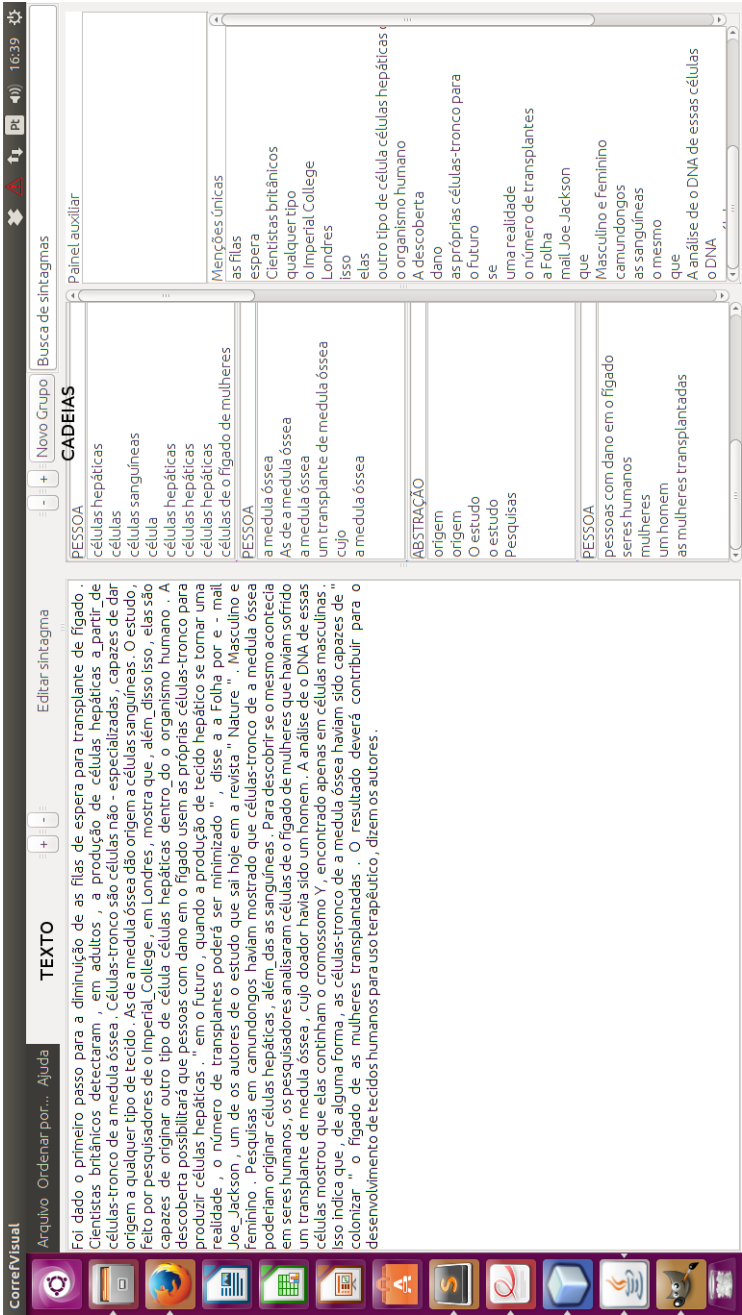 CorrefVisual
Pt
16:39
Arquivo Ordenar por... Ajuda
TEXTO
+ -
Editar sintagma
- + Novo Grupo Busca de sintagmas
Foi dado o primeiro passo para a diminuição de as filas de espera para transplante de fígado .
Cientistas britânicos detectaram , em adultos , a produção de células hepáticas a_partir_de
células-tronco de a medula óssea . Células-tronco são células não - especializadas , capazes de dar
origem a qualquer tipo de tecido . As de a medula óssea dão origem a células sanguíneas . O estudo ,
feito por pesquisadores de o Imperial_College , em Londres , mostra que , além_disso isso , elas são
capazes de originar outro tipo de célula células hepáticas dentro_do o organismo humano . A
descoberta possibilitará que pessoas com dano em o fígado usem as próprias células-tronco para
produzir células hepáticas . " em o futuro , quando a produção de tecido hepático se tornar uma
realidade , o número de transplantes poderá ser minimizado " , disse a a Folha por e - mail
Joe_Jackson , um de os autores de o estudo que sai hoje em a revista " Nature " . Masculino e
feminino . Pesquisas em camundongos haviam mostrado que células-tronco de a medula óssea
poderiam originar células hepáticas , além_das as sanguíneas . Para descobrir se o mesmo acontecia
em seres humanos , os pesquisadores analisaram células de o fígado de mulheres que haviam sofrido
um transplante de medula óssea , cujo doador havia sido um homem . A análise de o DNA de essas
células mostrou que elas continham o cromossomo Y , encontrado apenas em células masculinas .
Isso indica que , de alguma forma , as células-tronco de a medula óssea haviam sido capazes de "
colonizar " o fígado de as mulheres transplantadas . O resultado deverá contribuir para o
desenvolvimento de tecidos humanos para uso terapêutico , dizem os autores .
CADEIAS
PESSOA
células hepáticas
células
células sanguíneas
célula
células hepáticas
células hepáticas
células hepáticas
células de o fígado de mulheres
PESSOA
a medula óssea
As de a medula óssea
a medula óssea
um transplante de medula óssea
cujo
a medula óssea
ABSTRAÇÃO
origem
origem
O estudo
o estudo
Pesquisas
PESSOA
pessoas com dano em o fígado
seres humanos
mulheres
um homem
as mulheres transplantadas
Painel auxiliar
Menções únicas
as filas
espera
Cientistas britânicos
qualquer tipo
o Imperial College
Londres
isso
elas
outro tipo de célula células hepáticas
o organismo humano
A descoberta
dano
as próprias células-tronco para
o futuro
se
uma realidade
o número de transplantes
a Folha
mail Joe Jackson
que
Masculino e feminino
camundongos
as sanguíneas
o mesmo
que
A análise de o DNA de essas células
o DNA